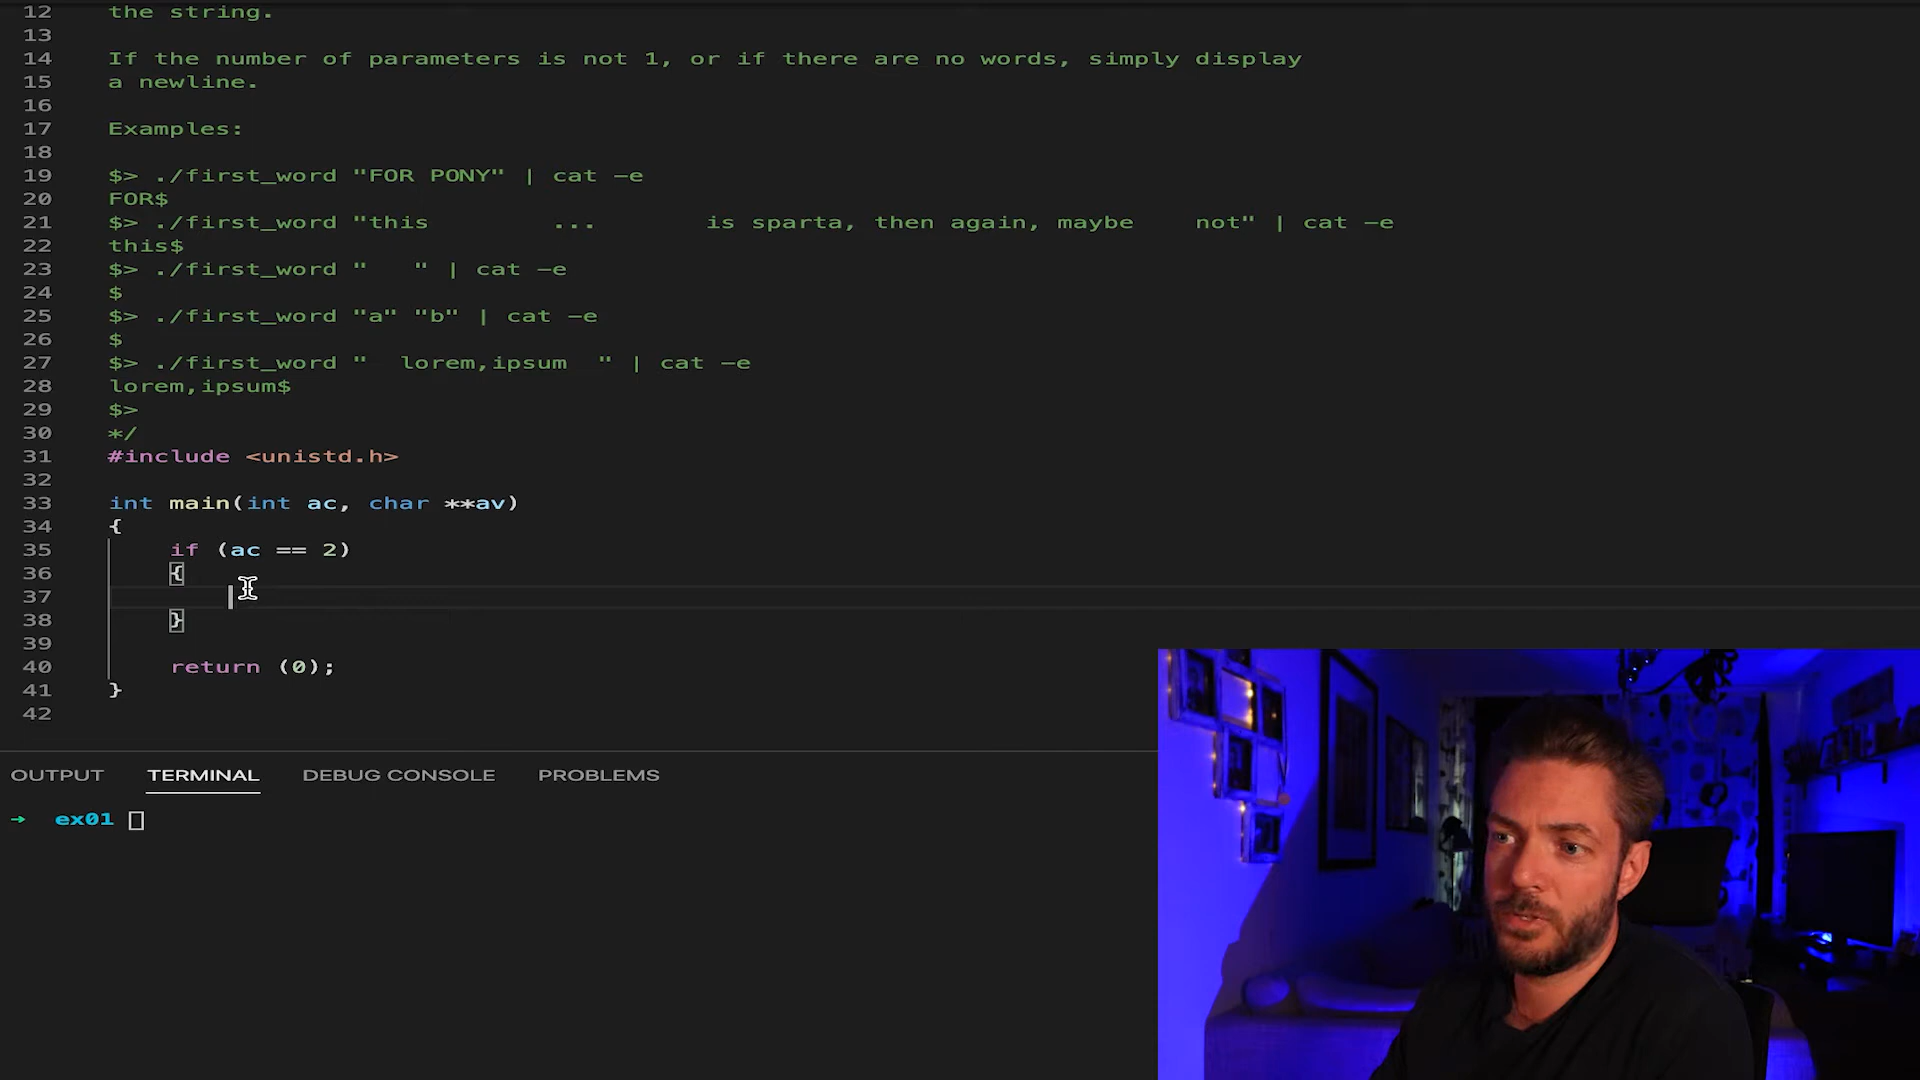 12 the string.
13
14 If the number of parameters is not 1, or if there are no words, simply display
15 a newline.
16
17 Examples:
18
19 $> ./first_word "FOR PONY" | cat -e
20 FOR$
21 $> ./first_word "this        ...       is sparta, then again, maybe    not" | cat -e
22 this$
23 $> ./first_word "   " | cat -e
24 $
25 $> ./first_word "a" "b" | cat -e
26 $
27 $> ./first_word "  lorem,ipsum  " | cat -e
28 lorem,ipsum$
29 $>
30 */
31 #include <unistd.h>
32
33 int main(int ac, char **av)
34 {
35     if (ac == 2)
36     {
37
38     }
39
40     return (0);
41 }
42
OUTPUT TERMINAL DEBUG CONSOLE PROBLEMS
→ ex01